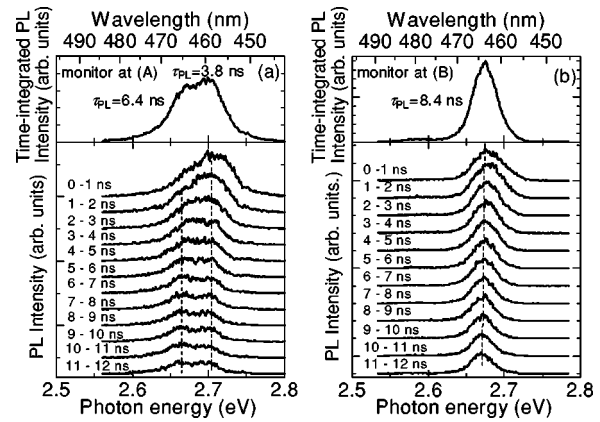 Wavelength (nm)
490 480 470 460 450
Time-integrated PL
Intensity (arb. units)
monitor at (A) τPL=3.8 ns (a)
τPL=6.4 ns
PL Intensity (arb. units)
0 -1 ns
1 - 2 ns
2 - 3 ns
3 - 4 ns
4 - 5 ns
5 - 6 ns
6 - 7 ns
7 - 8 ns
8 - 9 ns
9 - 10 ns
10 - 11 ns
11 - 12 ns
2.5 2.6 2.7 2.8
Photon energy (eV)
Wavelength (nm)
490 480 470 460 450
Time-integrated PL
Intensity (arb. units)
monitor at (B) (b)
τPL=8.4 ns
PL Intensity (arb. units.)
0 -1 ns
1 - 2 ns
2 - 3 ns
3 - 4 ns
4 - 5 ns
5 - 6 ns
6 - 7 ns
7 - 8 ns
8 - 9 ns
9 - 10 ns
10 - 11 ns
11 - 12 ns
2.5 2.6 2.7 2.8
Photon energy (eV)